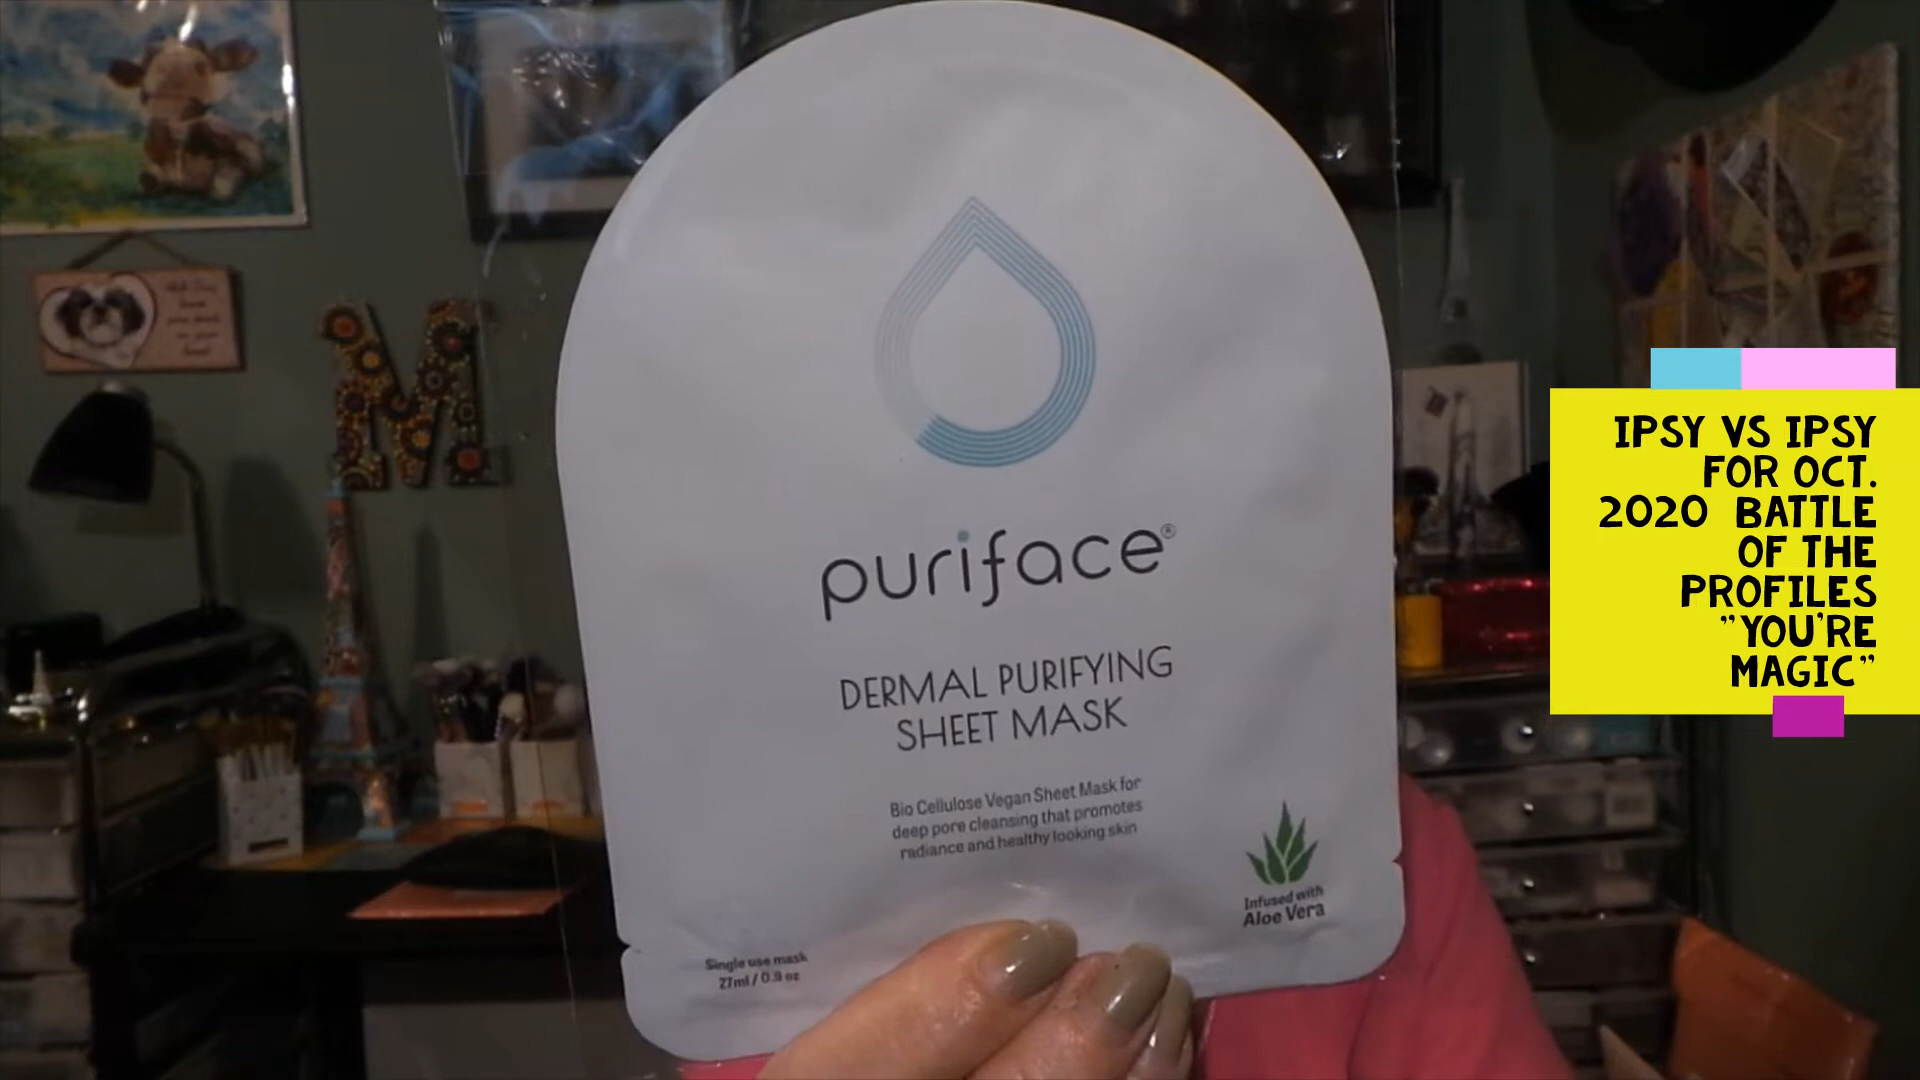 puriface®
DERMAL PURIFYING
SHEET MASK
Bio Cellulose Vegan Sheet Mask for
deep pore cleansing that promotes
radiance and healthy looking skin
Infused with
Aloe Vera
Single use mask
27ml / 0.9 oz
IPSY VS IPSY
FOR OCT.
2020 BATTLE
OF THE
PROFILES
"YOU'RE
MAGIC"
M